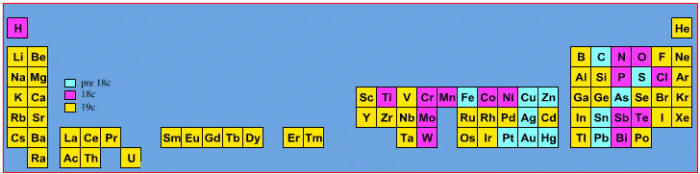 H He
Li Be B C N O F Ne
Na Mg Al Si P S Cl Ar
pre 18c
18c
19c
K Ca Sc Ti V Cr Mn Fe Co Ni Cu Zn Ga Ge As Se Br Kr
Rb Sr Y Zr Nb Mo Ru Rh Pd Ag Cd In Sn Sb Te I Xe
Cs Ba La Ce Pr Sm Eu Gd Tb Dy Er Tm Ta W Os Ir Pt Au Hg Tl Pb Bi Po
Ra Ac Th U